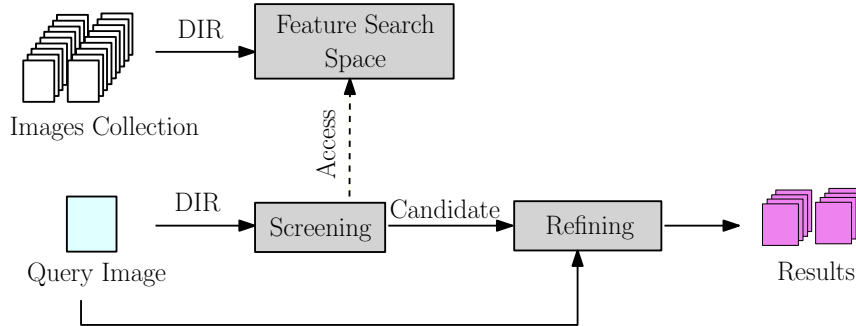 DIR
Feature Search
Space
Images Collection
Access
DIR
Screening
Candidate
Refining
Query Image
Results